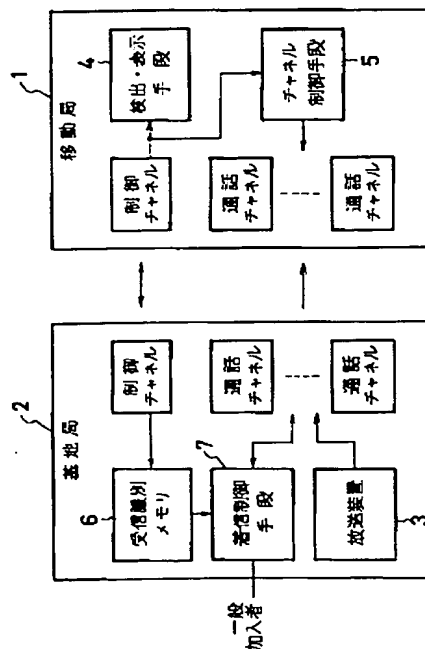 1
移動局
制御
チャネル
4
検出・表示
手段
通話
チャネル
通話
チャネル
チャネル
制御手段
5
2
基地局
6
受信履別
メモリ
制御
チャネル
7
着信制御
手段
通話
チャネル
通話
チャネル
放送装置
3
一般
加入者